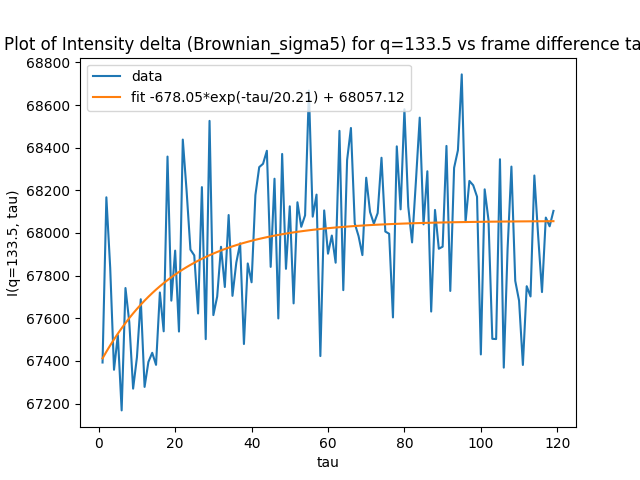 Plot of Intensity delta (Brownian_sigma5) for q=133.5 vs frame difference ta
68800
68600
68400
68200
68000
67800
67600
67400
67200
I(q=133.5, tau)
data
fit -678.05*exp(-tau/20.21) + 68057.12
0 20 40 60 80 100 120
tau